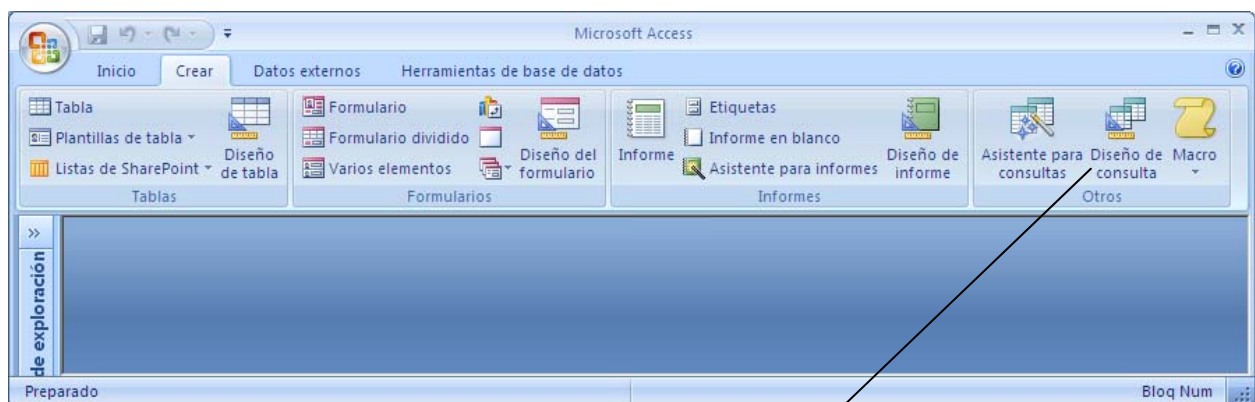 Microsoft Access
Inicio Crear Datos externos Herramientas de base de datos
Tabla
Plantillas de tabla
Listas de SharePoint
Diseño
de tabla
Tablas
Formulario
Formulario dividido
Varios elementos
Diseño del
formulario
Formularios
Informe
Etiquetas
Informe en blanco
Asistente para informes
Diseño de
informe
Informes
Asistente para
consultas
Diseño de
consulta
Macro
Otros
de exploración
Preparado
Bloq Num